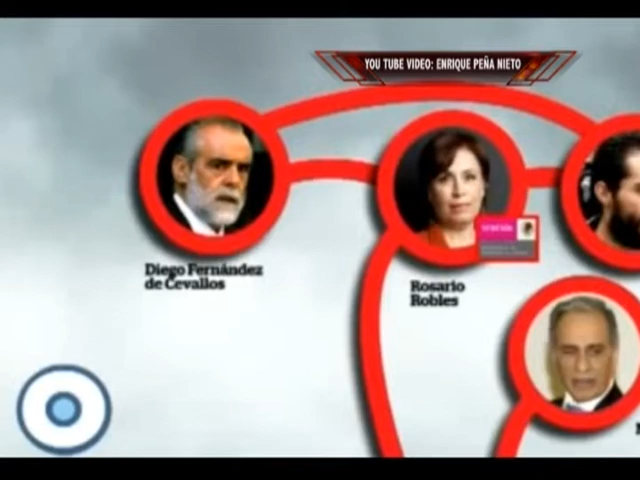 YOU TUBE VIDEO: ENRIQUE PEÑA NIETO
Diego Fernández
de Cevallos
Rosario
Robles